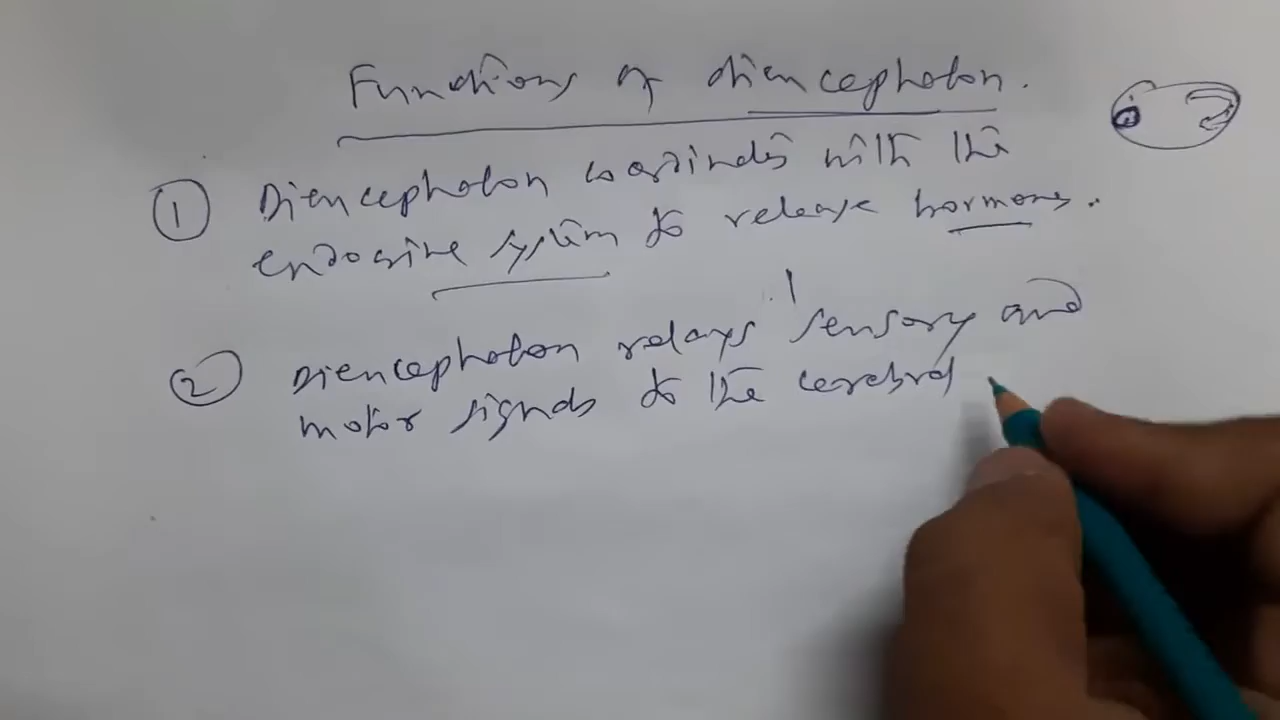 Functions of diencephalon.
① Diencephalon coordinates with the
endocrine system to release hormones.
② Diencephalon relays sensory and
motor signals to the cerebral